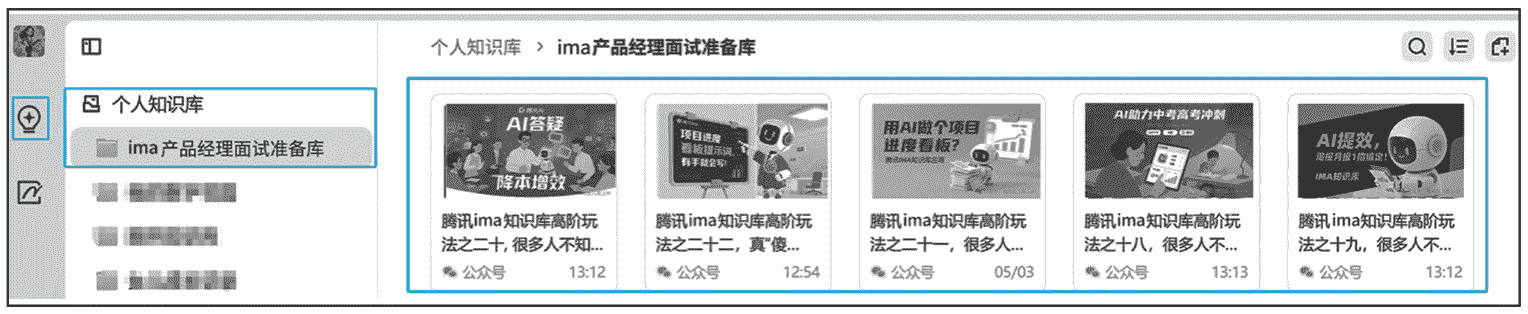 个人知识库 > ima产品经理面试准备库
个人知识库
ima产品经理面试准备库
AI答疑
降本增效
腾讯ima知识库高阶玩
法之二十, 很多人不知...
公众号 13:12
项目进度
看板提示词,
有手就会写!
腾讯ima知识库高阶玩
法之二十二，真“傻...
公众号 12:54
用AI做个项目
进度看板?
腾讯IMA知识库应用
腾讯ima知识库高阶玩
法之二十一，很多人...
公众号 05/03
AI助力中考高考冲刺
腾讯ima知识库高阶玩
法之十八，很多人不...
公众号 13:13
AI提效,
周报月报1招搞定!
IMA知识库
腾讯ima知识库高阶玩
法之十九，很多人不...
公众号 13:12